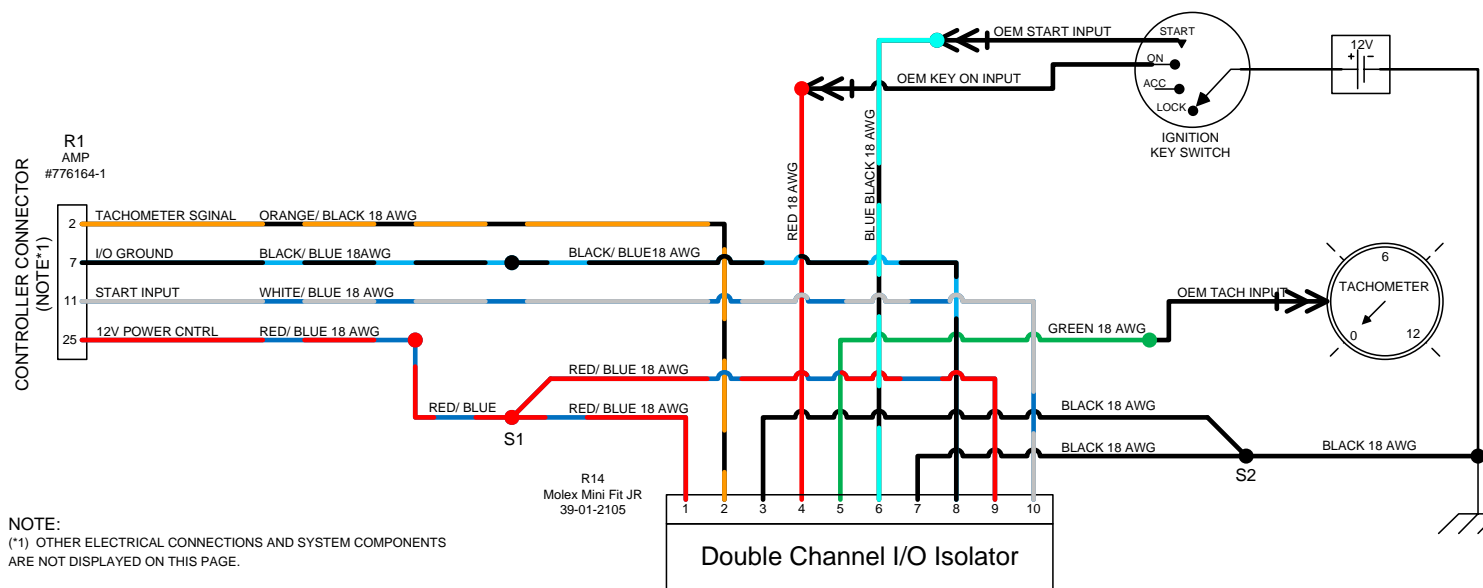 OEM START INPUT
START
12V
+ -
OEM KEY ON INPUT
ON
ACC
LOCK
IGNITION
KEY SWITCH
R1
AMP
#776164-1
CONTROLLER CONNECTOR
(NOTE*1)
RED 18 AWG
BLUE BLACK 18 AWG
2 TACHOMETER SGINAL ORANGE/ BLACK 18 AWG
7 I/O GROUND BLACK/ BLUE 18AWG BLACK/ BLUE18 AWG
11 START INPUT WHITE/ BLUE 18 AWG
25 12V POWER CNTRL RED/ BLUE 18 AWG
OEM TACH INPUT
GREEN 18 AWG
6
TACHOMETER
0 12
RED/ BLUE 18 AWG
RED/ BLUE
RED/ BLUE 18 AWG
S1
BLACK 18 AWG
BLACK 18 AWG
BLACK 18 AWG
S2
R14
Molex Mini Fit JR
39-01-2105
1 2 3 4 5 6 7 8 9 10
Double Channel I/O Isolator
NOTE:
(*1) OTHER ELECTRICAL CONNECTIONS AND SYSTEM COMPONENTS
ARE NOT DISPLAYED ON THIS PAGE.